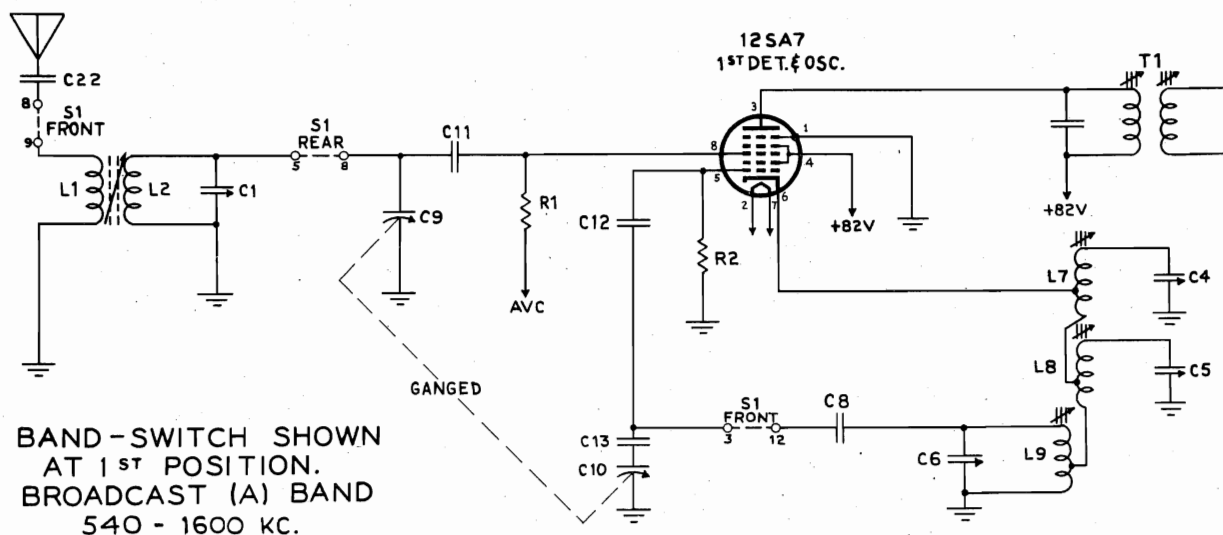 12SA7
1ST DET. & OSC.
T1
C22
8
S1
FRONT
9
S1
REAR
5
8
C11
3
1
8
4
5
2
7
6
L1
L2
C1
C9
R1
C12
R2
+82V
+82V
AVC
L7
C4
L8
C5
GANGED
S1
FRONT
3
12
C8
C13
C10
C6
L9
BAND-SWITCH SHOWN
AT 1ST POSITION.
BROADCAST (A) BAND
540 - 1600 KC.